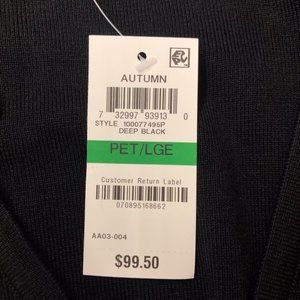 AUTUMN
7 32997 93913 0
STYLE 100077495P
DEEP BLACK
PET/LGE
Customer Return Label
070895168662
AA03-004
$99.50